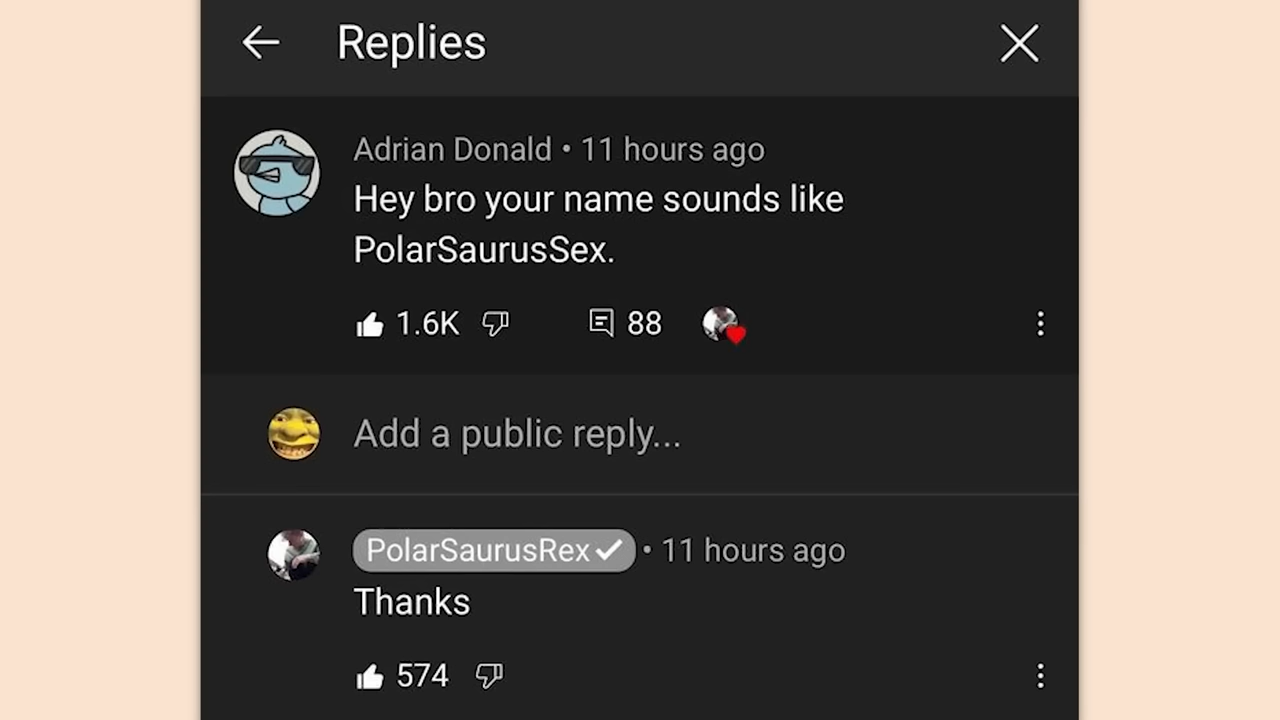 Replies
Adrian Donald • 11 hours ago
Hey bro your name sounds like
PolarSaurusSex.
1.6K 88
Add a public reply...
PolarSaurusRex • 11 hours ago
Thanks
574